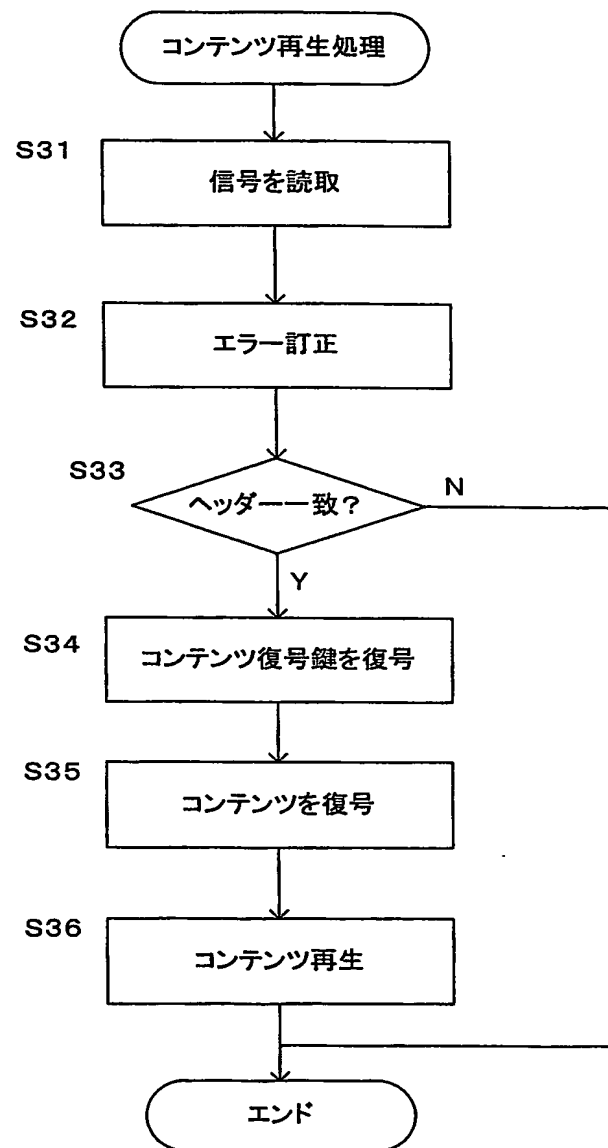 コンテンツ再生処理
S31
信号を読取
S32
エラー訂正
S33
ヘッダー一致？
N
Y
S34
コンテンツ復号鍵を復号
S35
コンテンツを復号
S36
コンテンツ再生
エンド